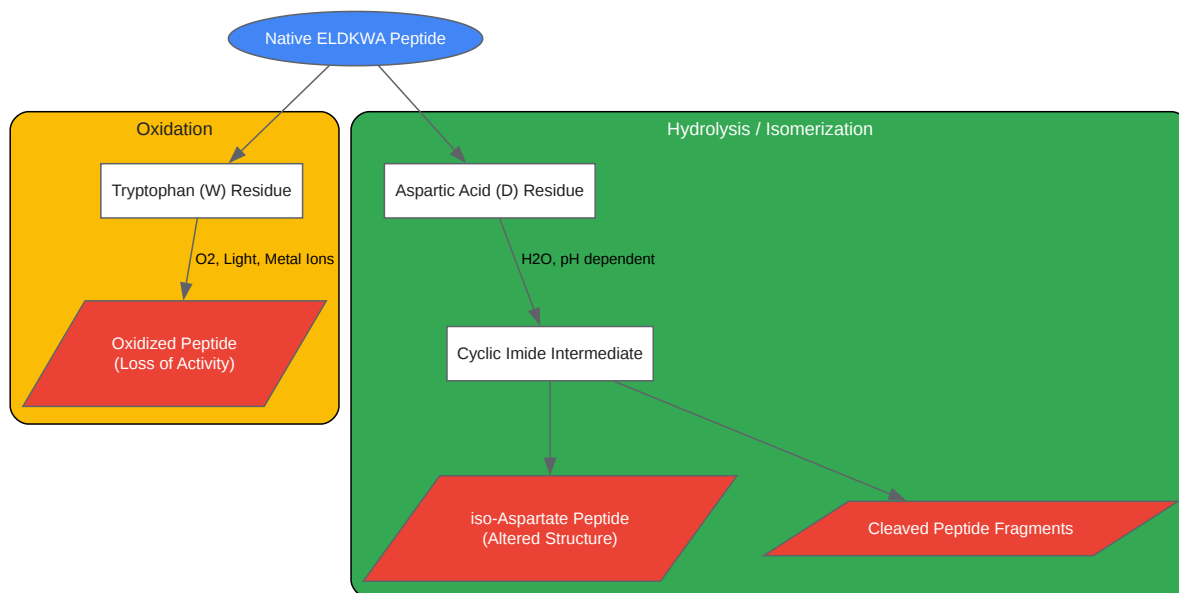 Native ELDKWA Peptide
Oxidation
Tryptophan (W) Residue
O2, Light, Metal Ions
Oxidized Peptide
(Loss of Activity)
Hydrolysis / Isomerization
Aspartic Acid (D) Residue
H2O, pH dependent
Cyclic Imide Intermediate
iso-Aspartate Peptide
(Altered Structure)
Cleaved Peptide Fragments